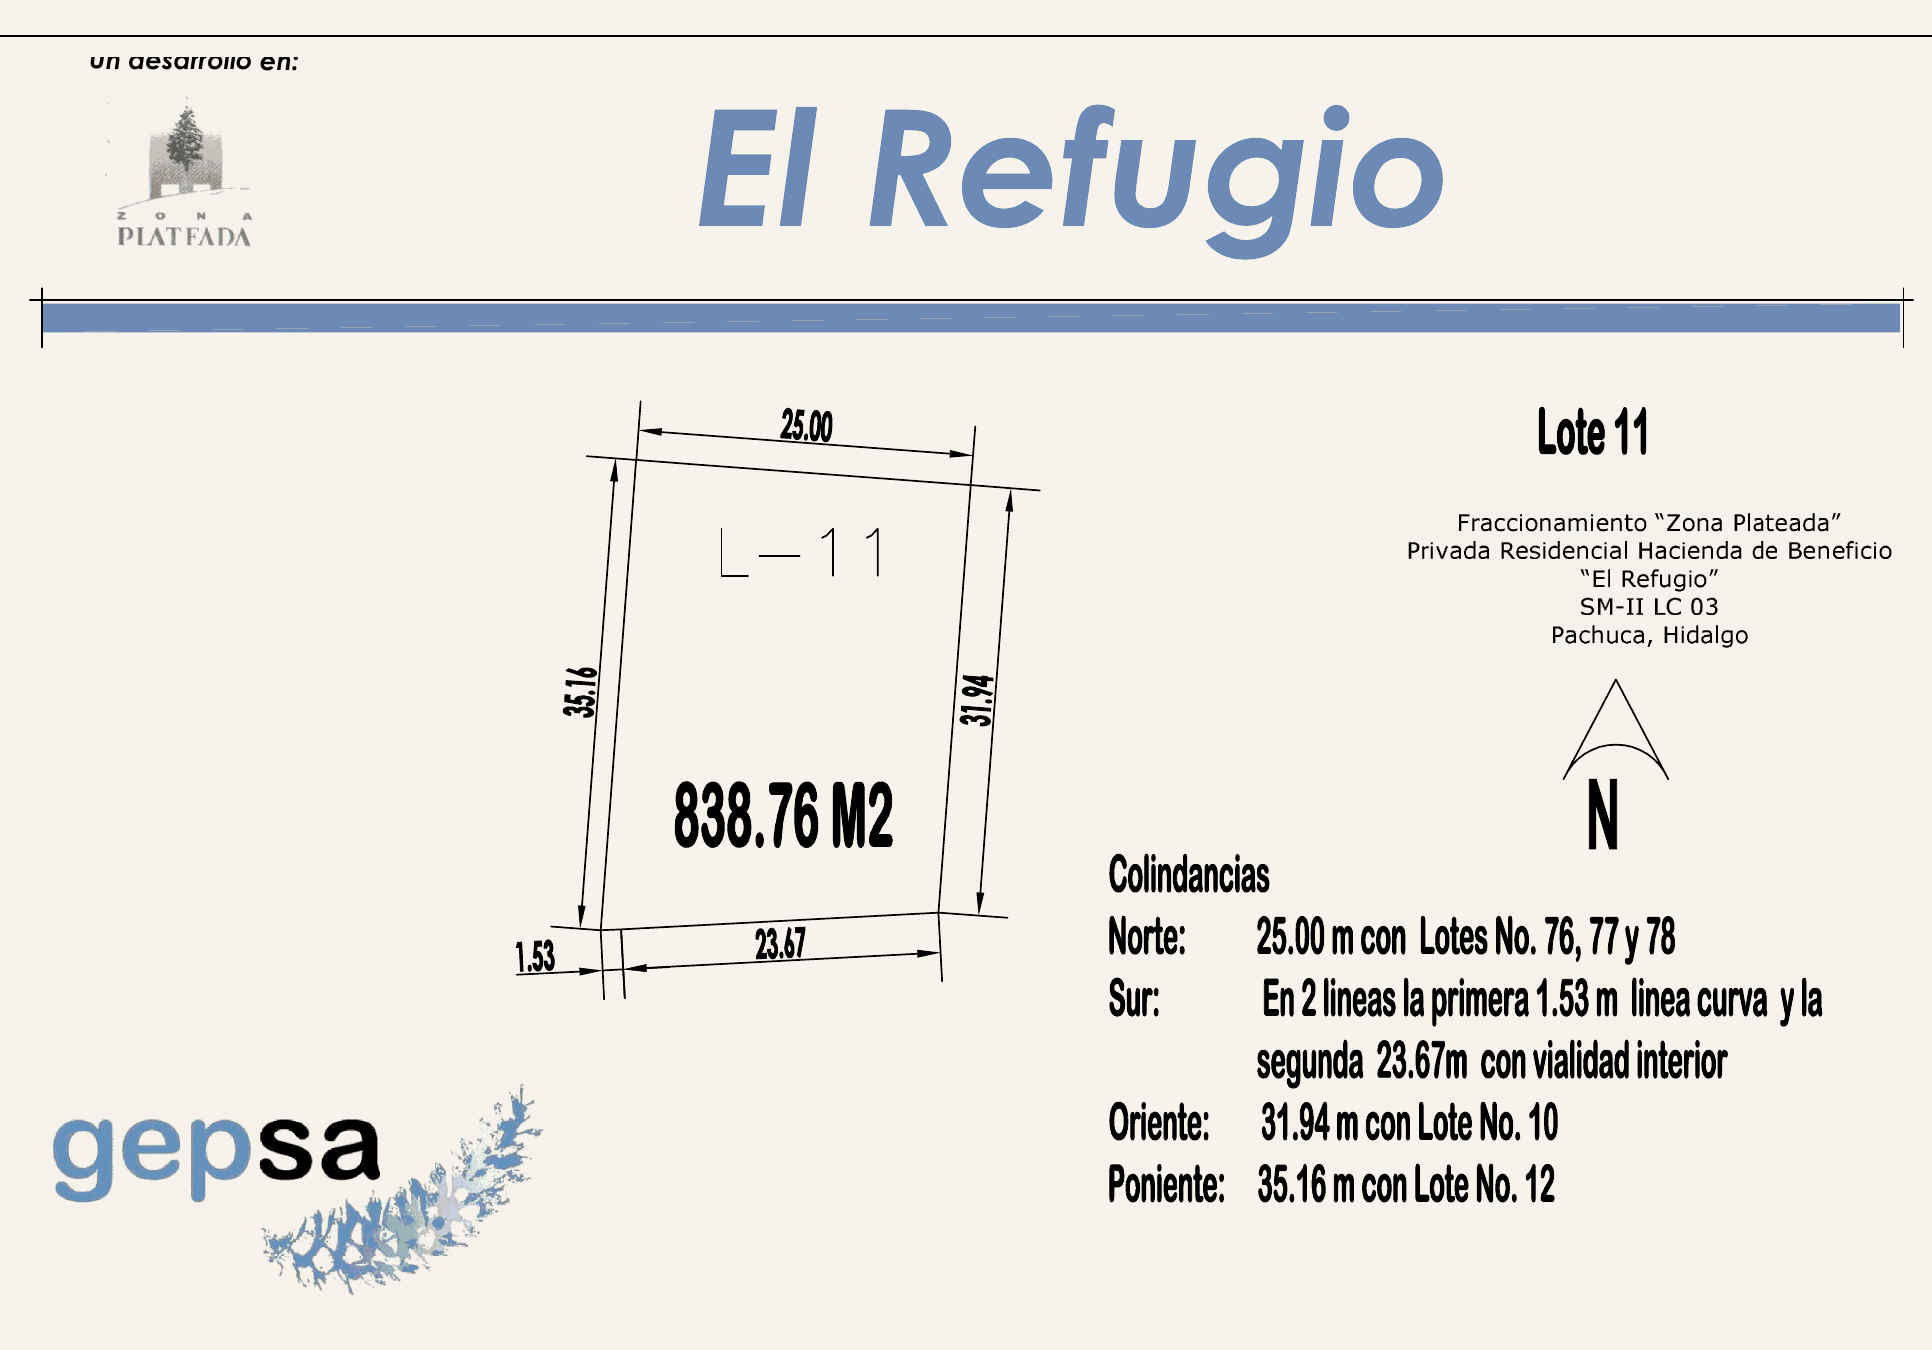 Un desarrollo en:
ZONA
PLATEADA
El Refugio
25.00
Lote 11
L-11
Fraccionamiento “Zona Plateada”
Privada Residencial Hacienda de Beneficio
“El Refugio”
SM-II LC 03
Pachuca, Hidalgo
35.16
31.94
838.76 M2
N
1.53
23.67
Colindancias
Norte: 25.00 m con Lotes No. 76, 77 y 78
Sur: En 2 lineas la primera 1.53 m linea curva y la
segunda 23.67m con vialidad interior
Oriente: 31.94 m con Lote No. 10
Poniente: 35.16 m con Lote No. 12
gepsa